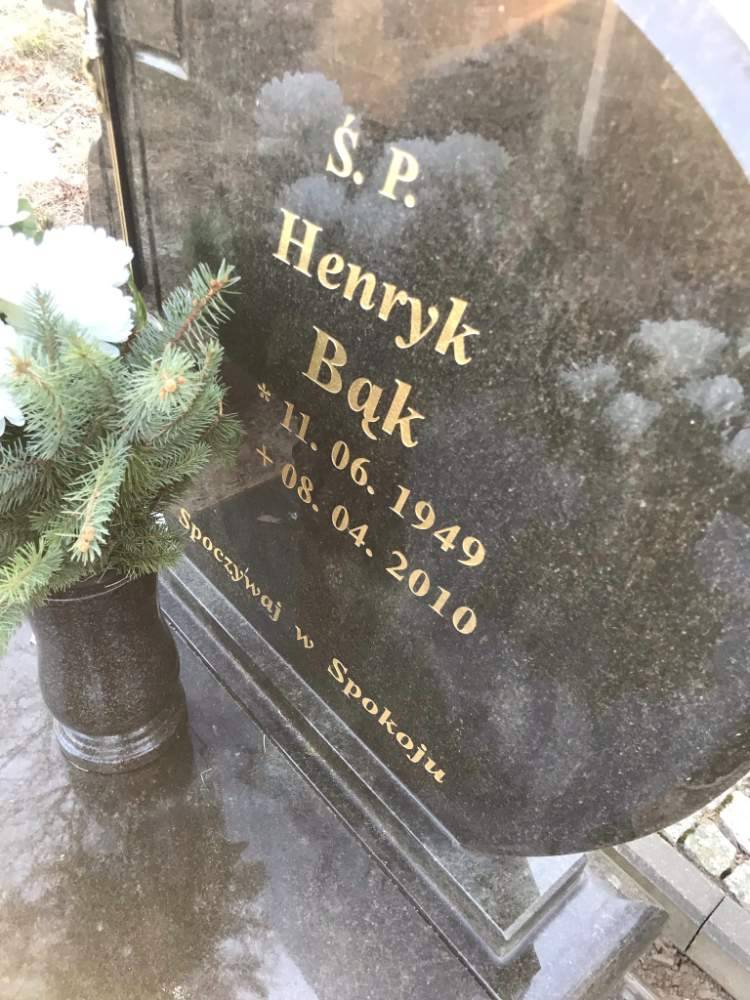 Ś. P.
Henryk
Bąk
* 11. 06. 1949
+ 08. 04. 2010
Spoczywaj w Spokoju